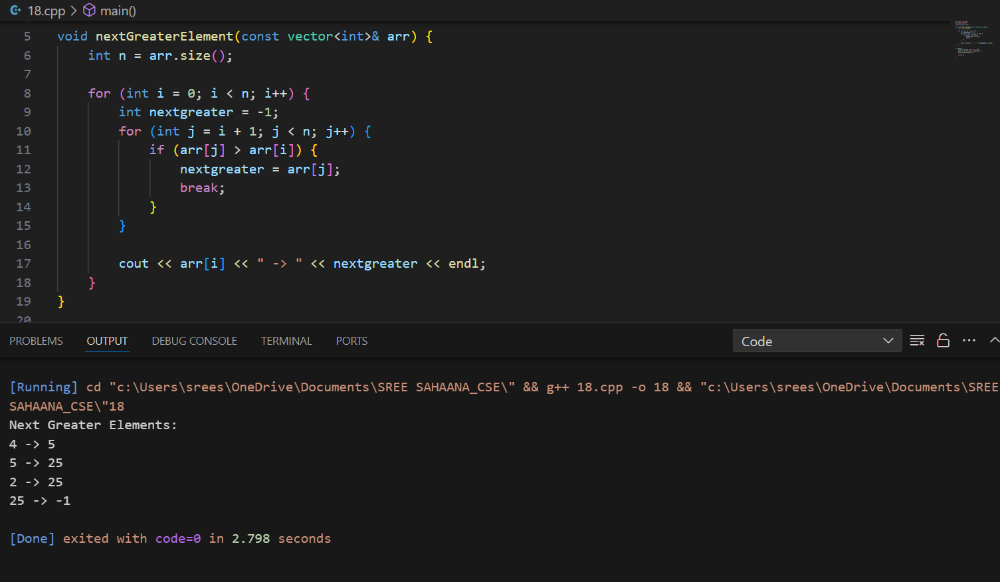 18.cpp > main()
5 void nextGreaterElement(const vector<int>& arr) {
6 int n = arr.size();
7
8 for (int i = 0; i < n; i++) {
9 int nextgreater = -1;
10 for (int j = i + 1; j < n; j++) {
11 if (arr[j] > arr[i]) {
12 nextgreater = arr[j];
13 break;
14 }
15 }
16
17 cout << arr[i] << " -> " << nextgreater << endl;
18 }
19 }
20
PROBLEMS OUTPUT DEBUG CONSOLE TERMINAL PORTS Code
[Running] cd "c:\Users\srees\OneDrive\Documents\SREE SAHAANA_CSE\" && g++ 18.cpp -o 18 && "c:\Users\srees\OneDrive\Documents\SREE
SAHAANA_CSE\"18
Next Greater Elements:
4 -> 5
5 -> 25
2 -> 25
25 -> -1
[Done] exited with code=0 in 2.798 seconds